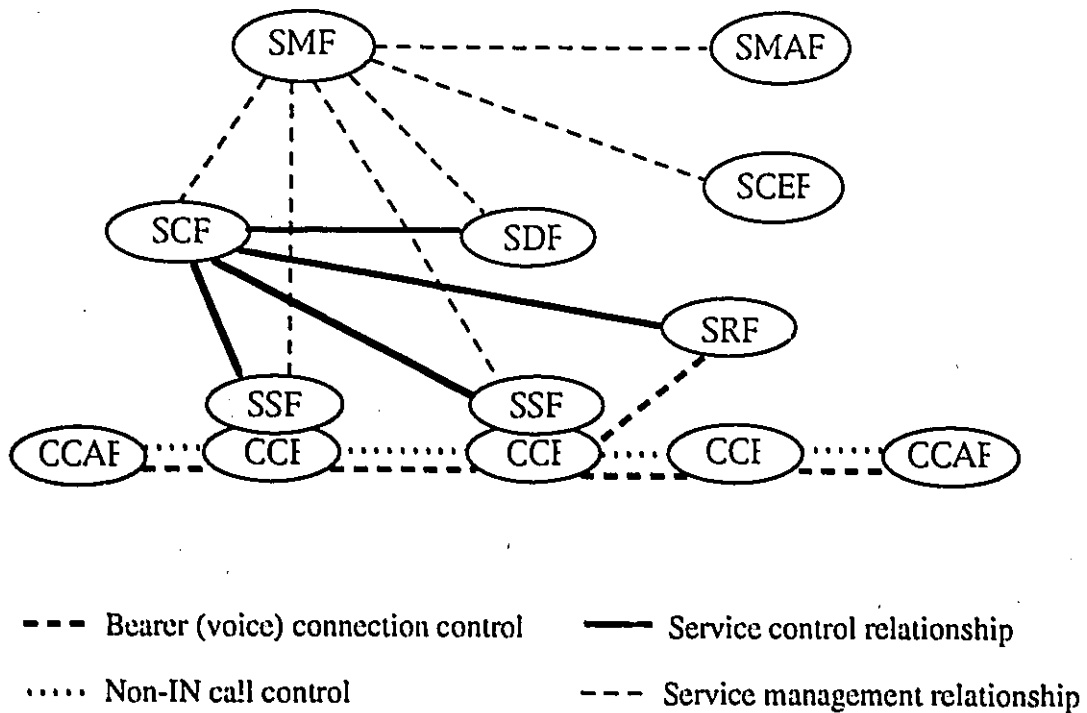 SMF
SMAF
SCEF
SCF
SDF
SRF
SSF
SSF
CCAF
CCF
CCF
CCF
CCAF
Bearer (voice) connection control
Service control relationship
Non-IN call control
Service management relationship